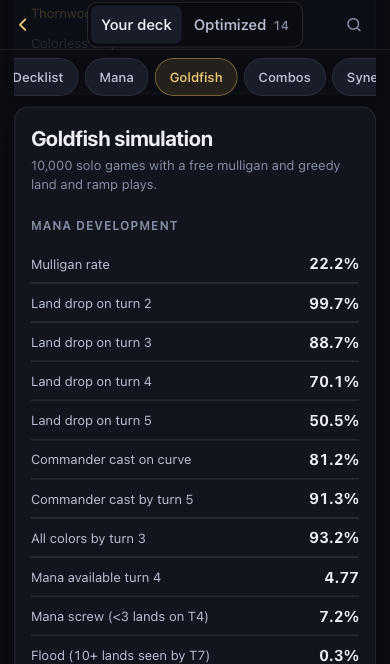 Thornwoo
Your deck
Optimized 14
Colorless
Decklist
Mana
Goldfish
Combos
Syne
Goldfish simulation
10,000 solo games with a free mulligan and greedy
land and ramp plays.
MANA DEVELOPMENT
Mulligan rate 22.2%
Land drop on turn 2 99.7%
Land drop on turn 3 88.7%
Land drop on turn 4 70.1%
Land drop on turn 5 50.5%
Commander cast on curve 81.2%
Commander cast by turn 5 91.3%
All colors by turn 3 93.2%
Mana available turn 4 4.77
Mana screw (<3 lands on T4) 7.2%
Flood (10+ lands seen by T7) 0.3%